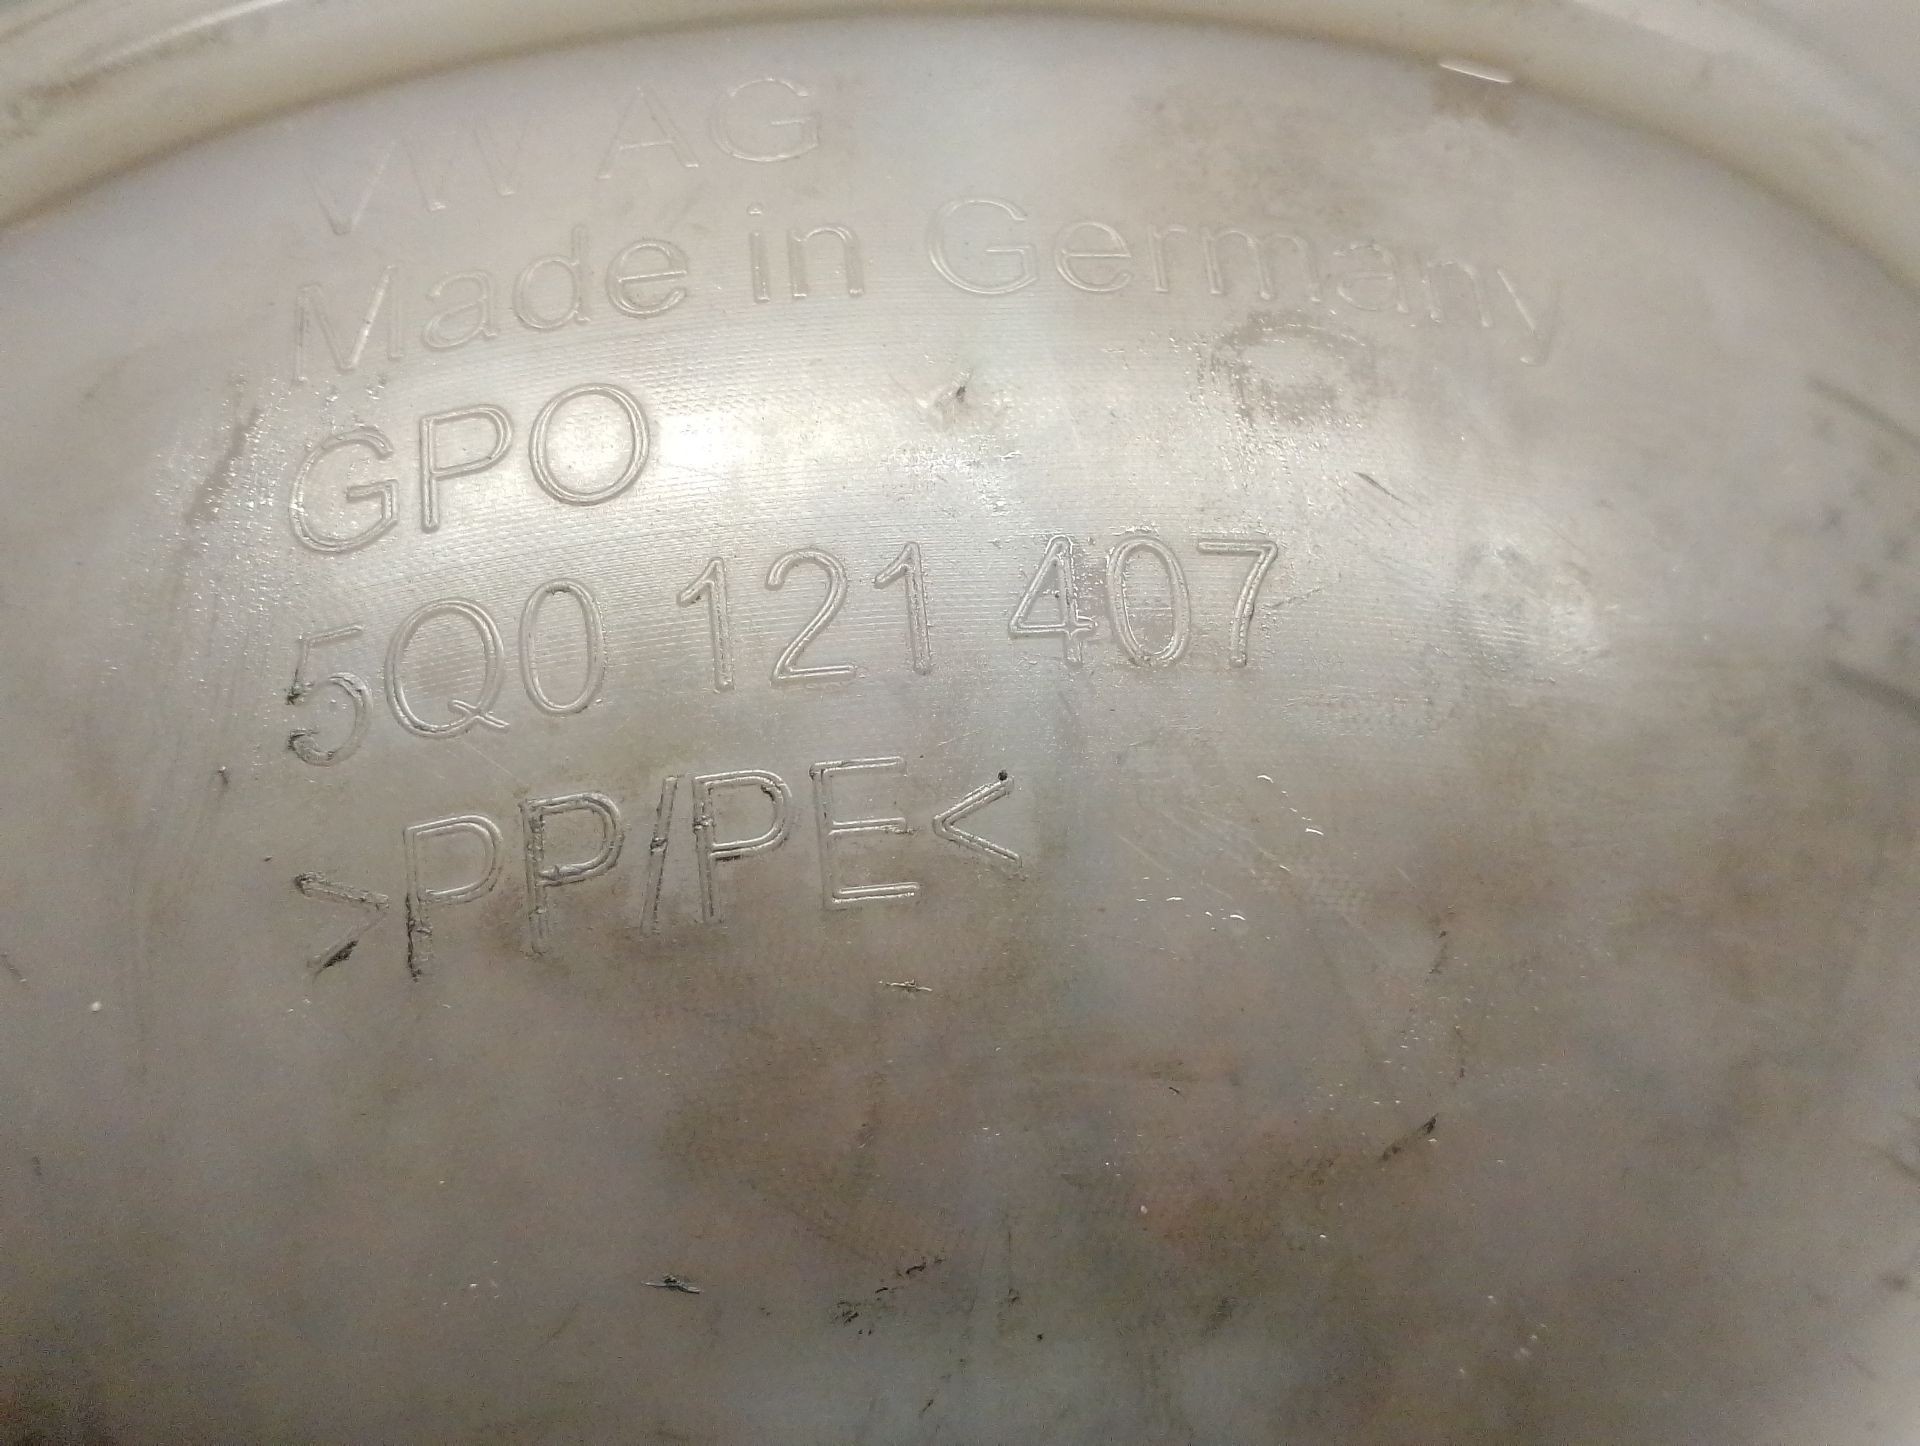 VW AG
Made in Germany
GPO
5Q0 121 407
>PP/PE<